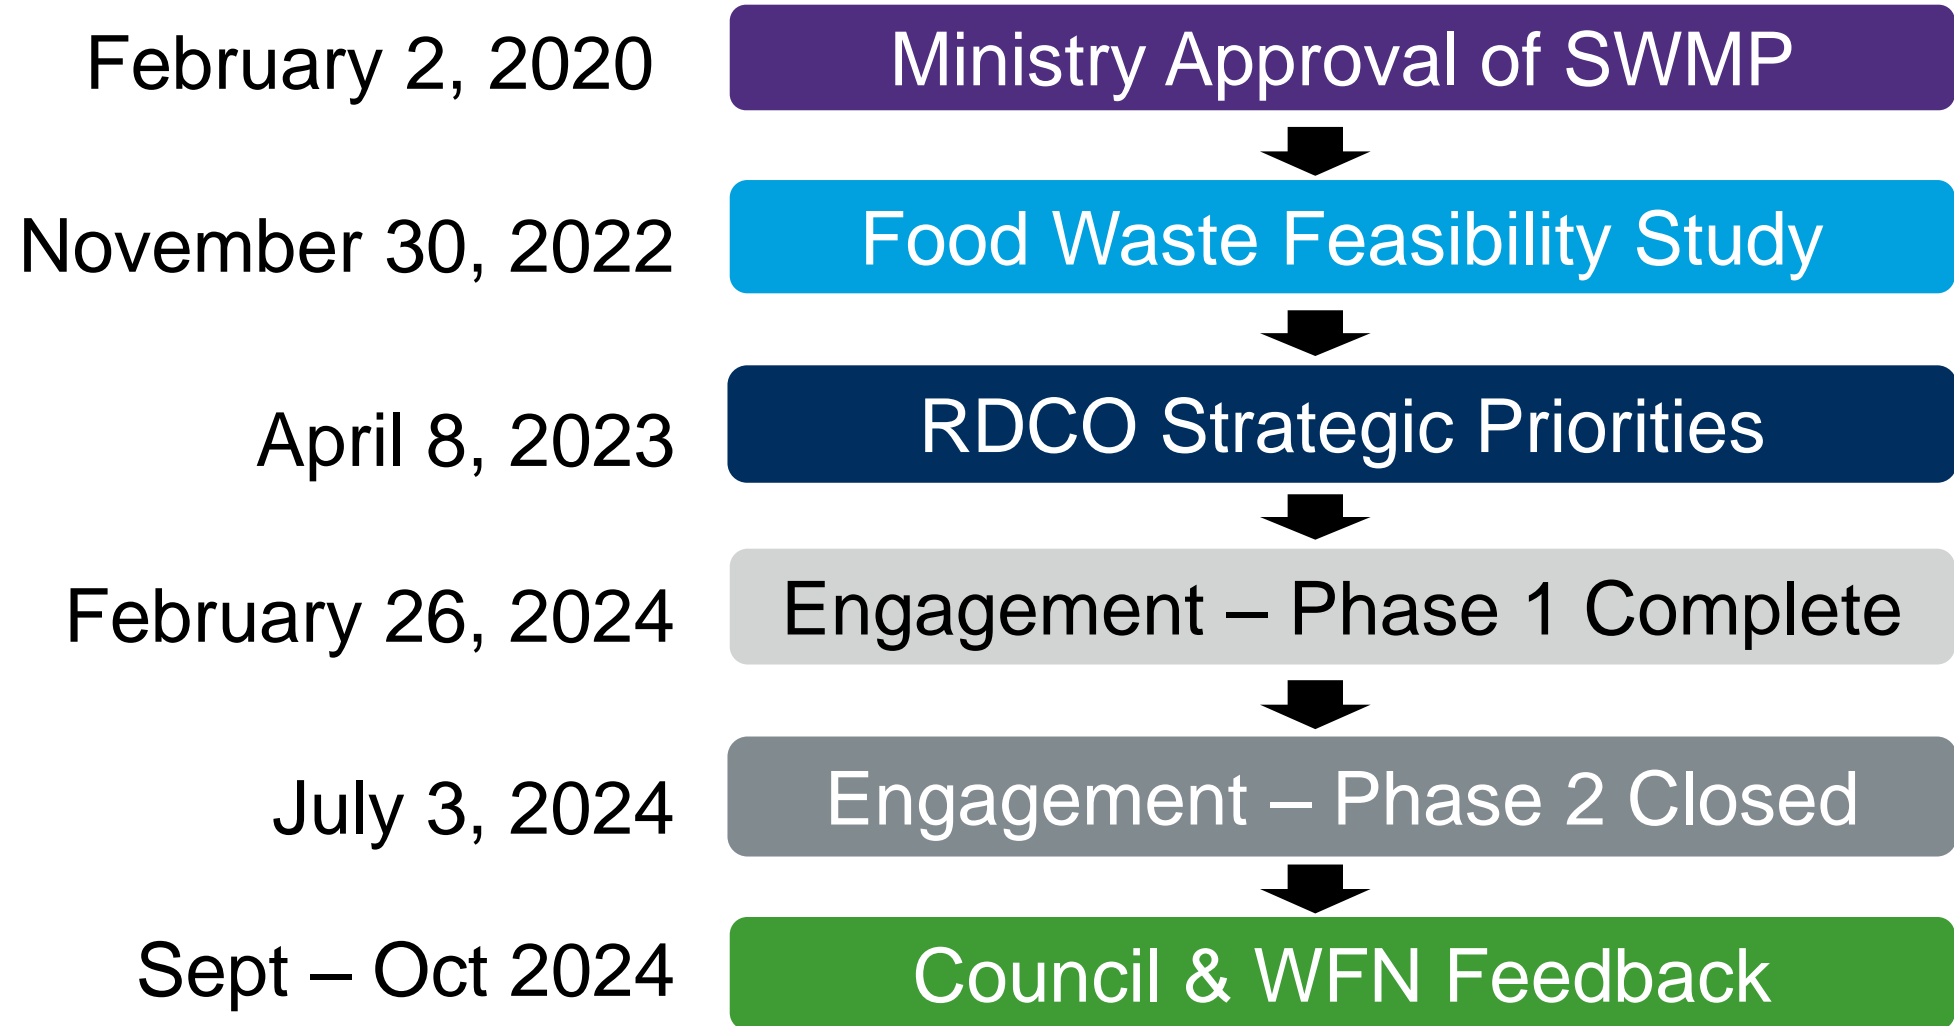 February 2, 2020 Ministry Approval of SWMP
November 30, 2022 Food Waste Feasibility Study
April 8, 2023 RDCO Strategic Priorities
February 26, 2024 Engagement – Phase 1 Complete
July 3, 2024 Engagement – Phase 2 Closed
Sept – Oct 2024 Council & WFN Feedback